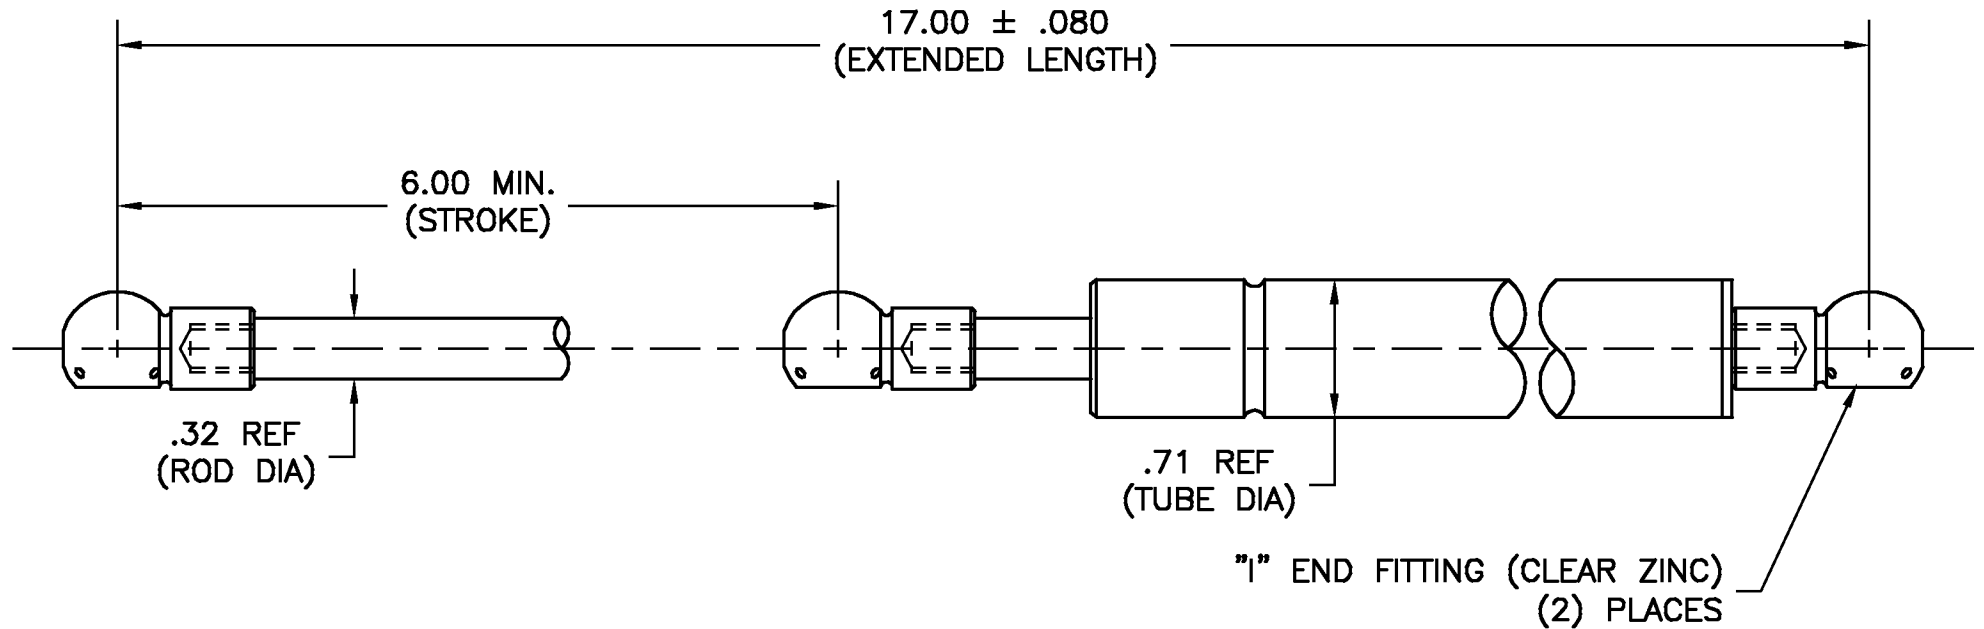 17.00 ± .080
(EXTENDED LENGTH)
6.00 MIN.
(STROKE)
.32 REF
(ROD DIA)
.71 REF
(TUBE DIA)
"I" END FITTING (CLEAR ZINC)
(2) PLACES